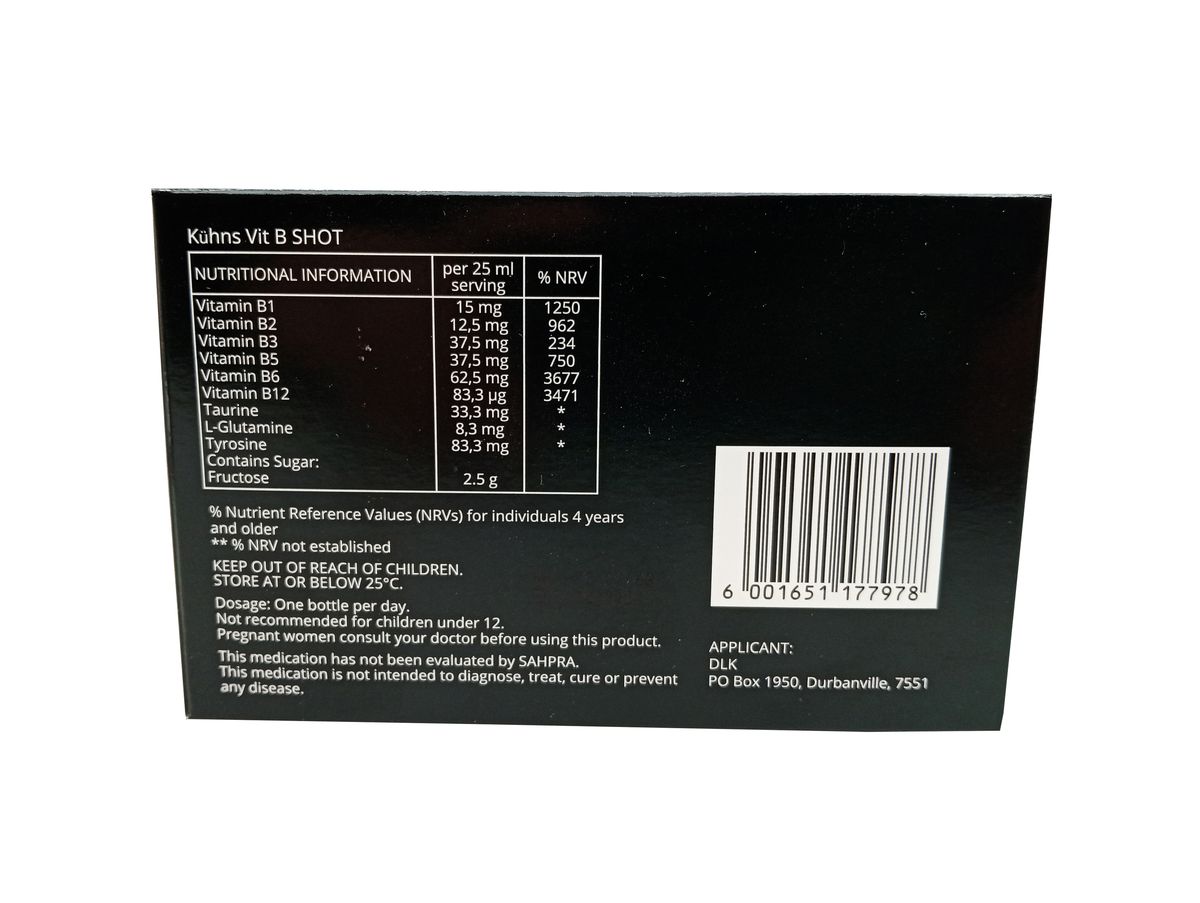 Kühns Vit B SHOT
NUTRITIONAL INFORMATION per 25 ml serving % NRV
Vitamin B1 15 mg 1250
Vitamin B2 12,5 mg 962
Vitamin B3 37,5 mg 234
Vitamin B5 37,5 mg 750
Vitamin B6 62,5 mg 3677
Vitamin B12 83,3 µg 3471
Taurine 33,3 mg *
L-Glutamine 8,3 mg *
Tyrosine 83,3 mg *
Contains Sugar:
Fructose 2.5 g
% Nutrient Reference Values (NRVs) for individuals 4 years
and older
** % NRV not established
KEEP OUT OF REACH OF CHILDREN.
STORE AT OR BELOW 25°C.
Dosage: One bottle per day.
Not recommended for children under 12.
Pregnant women consult your doctor before using this product.
This medication has not been evaluated by SAHPRA.
This medication is not intended to diagnose, treat, cure or prevent
any disease.
6 001651 177978
APPLICANT:
DLK
PO Box 1950, Durbanville, 7551